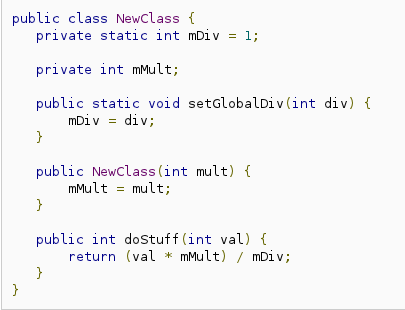 public class NewClass {
    private static int mDiv = 1;

    private int mMult;

    public static void setGlobalDiv(int div) {
        mDiv = div;
    }

    public NewClass(int mult) {
        mMult = mult;
    }

    public int doStuff(int val) {
        return (val * mMult) / mDiv;
    }
}